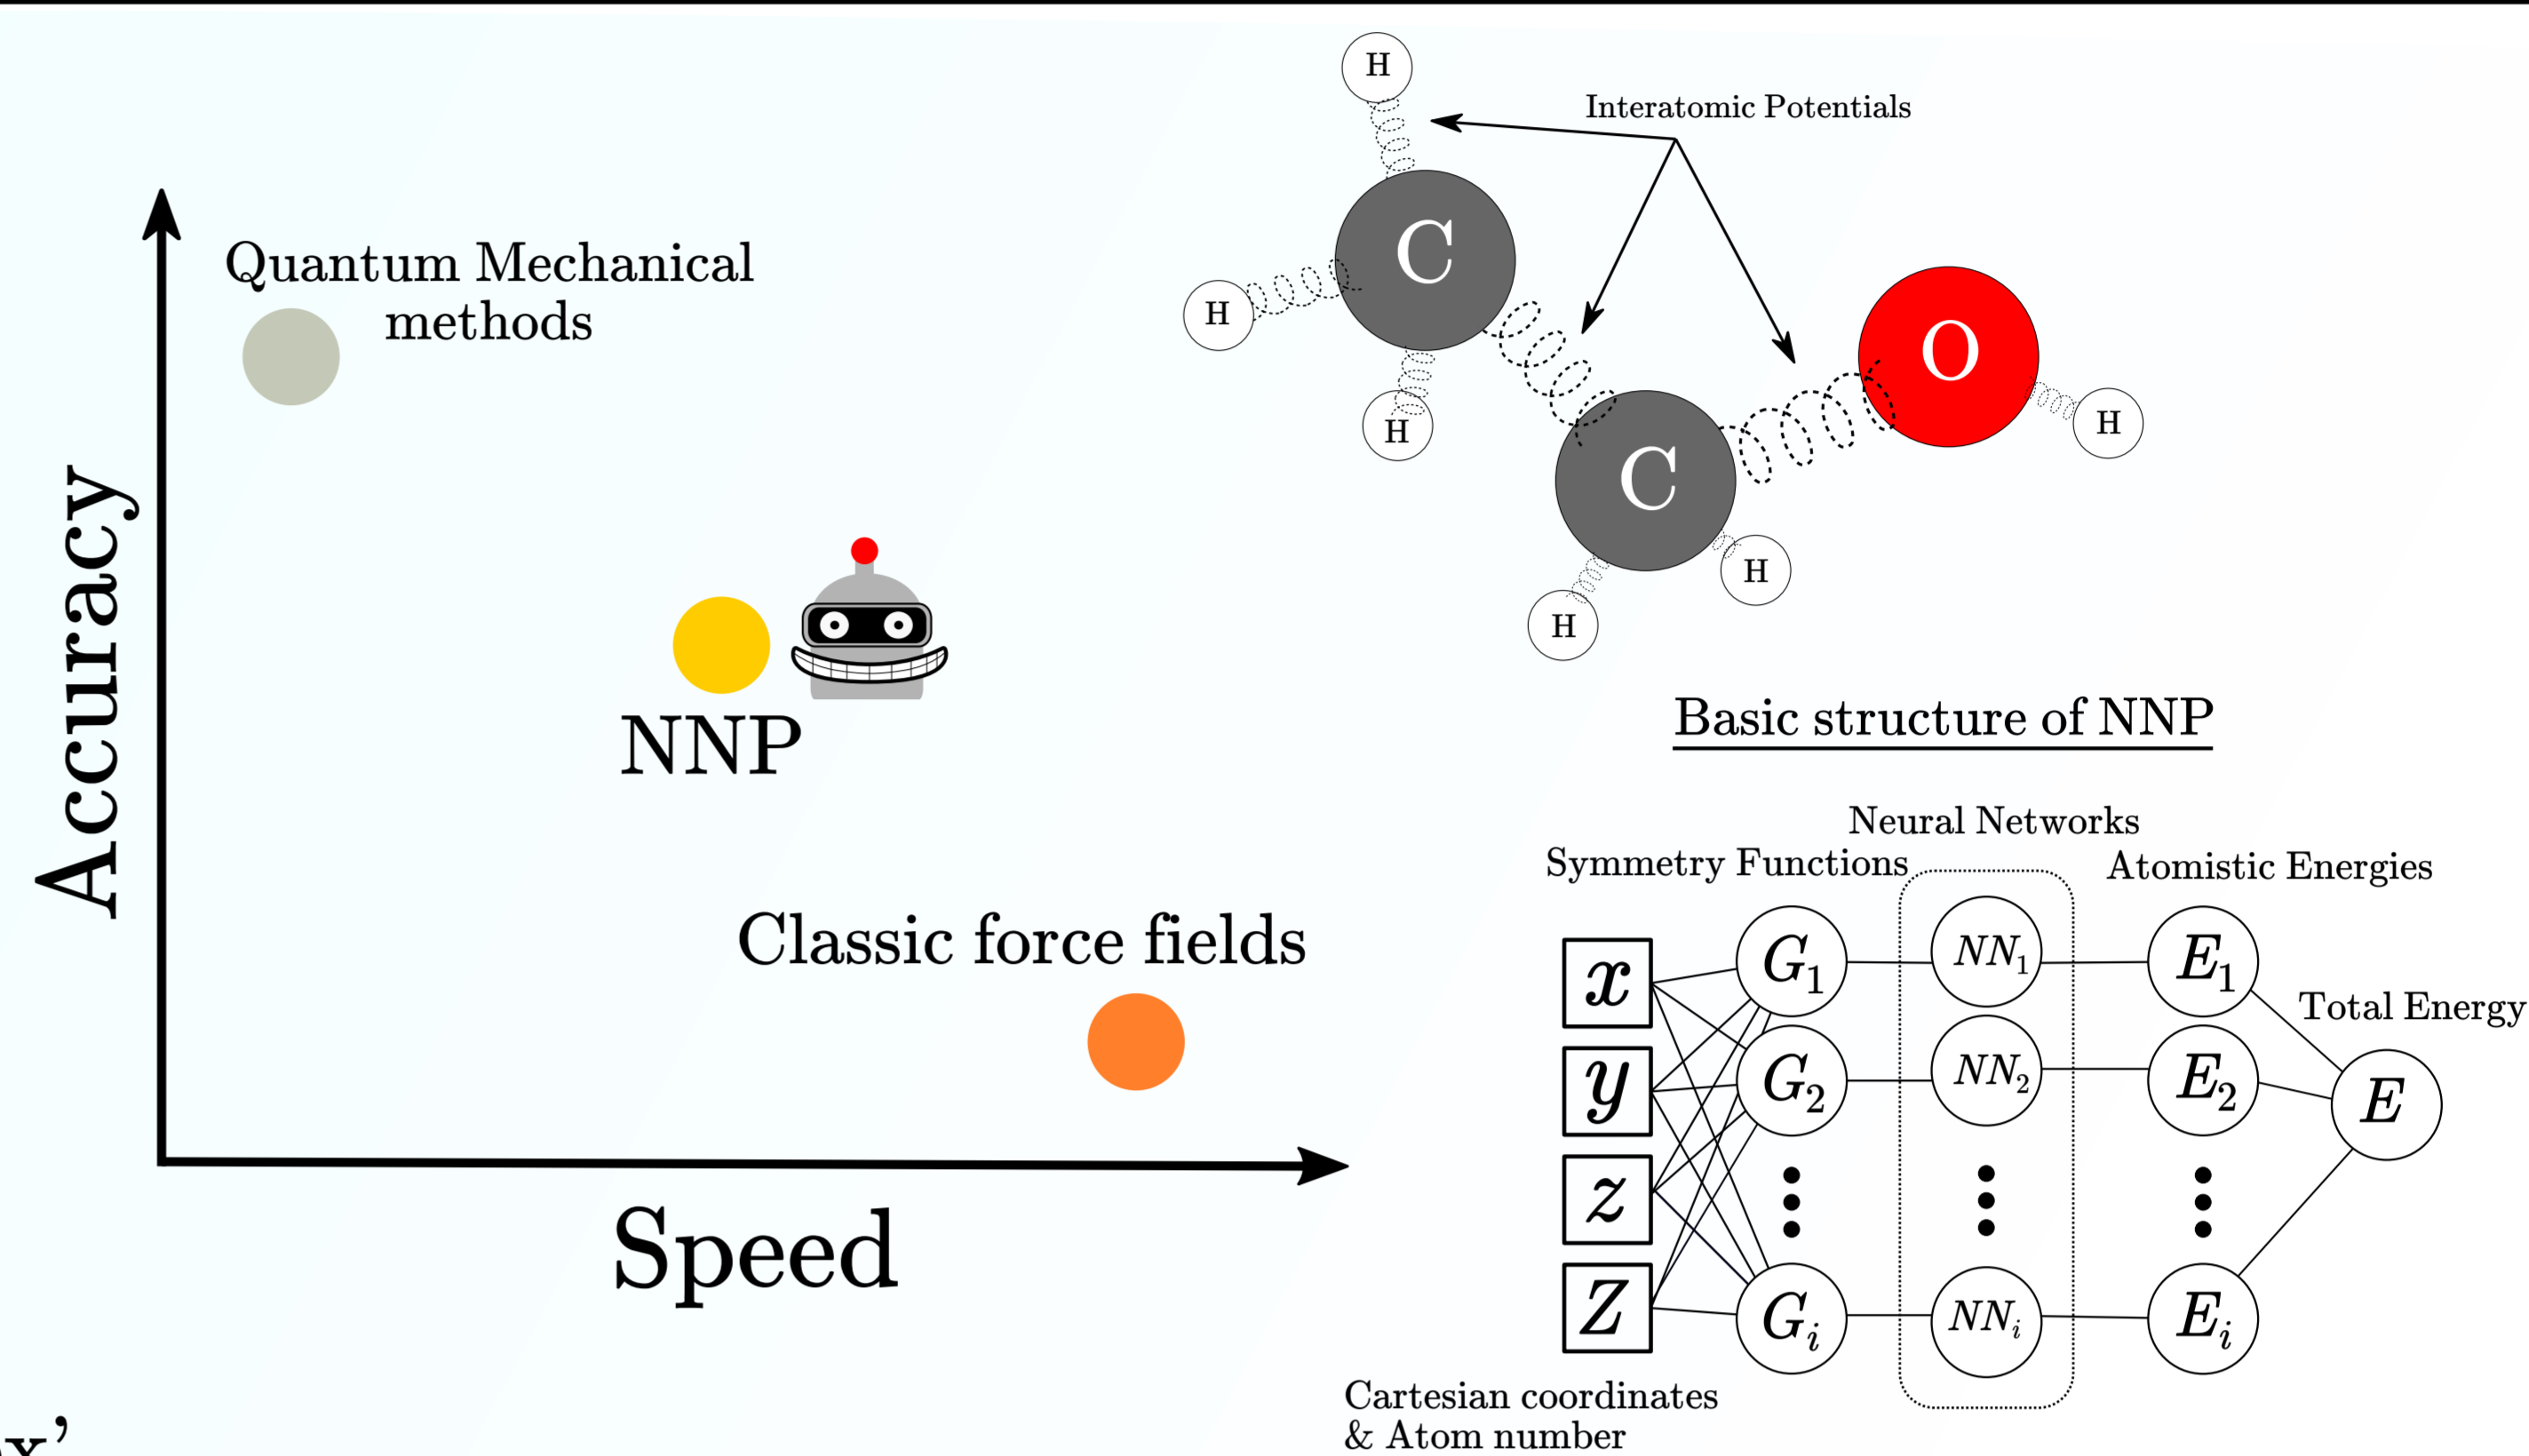 Accuracy
Quantum Mechanical
methods
NNP
Classic force fields
Speed
Interatomic Potentials
H
C
H
H
C
O
H
H
H
Basic structure of NNP
Neural Networks
Symmetry Functions
Atomistic Energies
Total Energy
x
y
z
Z
G₁
G₂
Gᵢ
NN₁
NN₂
NNᵢ
E₁
E₂
Eᵢ
E
Cartesian coordinates
& Atom number